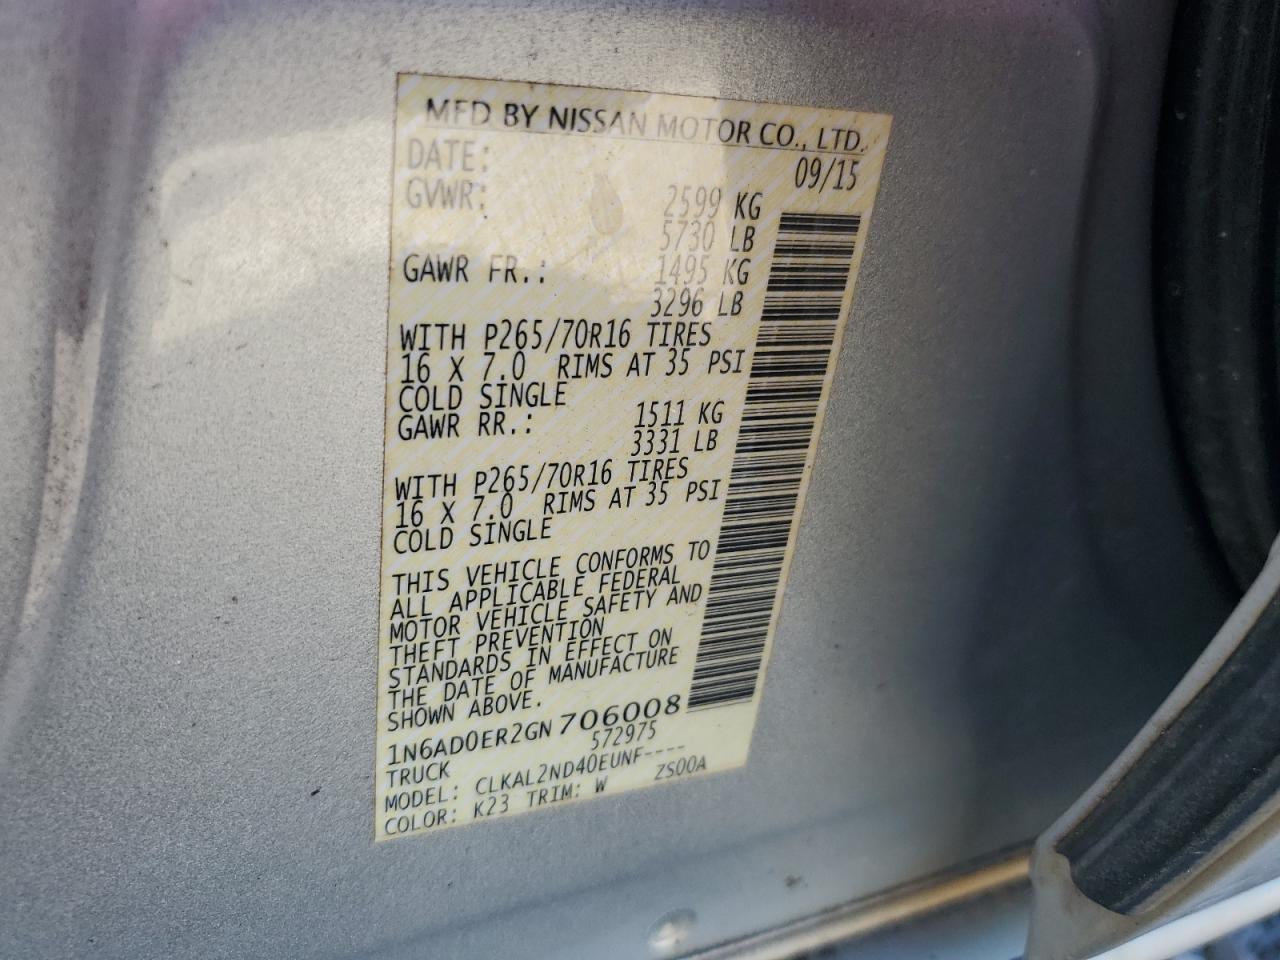 MFD BY NISSAN MOTOR CO., LTD.
DATE: 09/15
GVWR: 2599 KG
5730 LB
GAWR FR.: 1495 KG
3296 LB
WITH P265/70R16 TIRES
16 X 7.0 RIMS AT 35 PSI
COLD SINGLE
GAWR RR.: 1511 KG
3331 LB
WITH P265/70R16 TIRES
16 X 7.0 RIMS AT 35 PSI
COLD SINGLE
THIS VEHICLE CONFORMS TO
ALL APPLICABLE FEDERAL
MOTOR VEHICLE SAFETY AND
THEFT PREVENTION
STANDARDS IN EFFECT ON
THE DATE OF MANUFACTURE
SHOWN ABOVE.
1N6AD0ER2GN 706008
TRUCK 572975
MODEL: CLKAL2ND40EUNF----
COLOR: K23 TRIM: W ZS00A